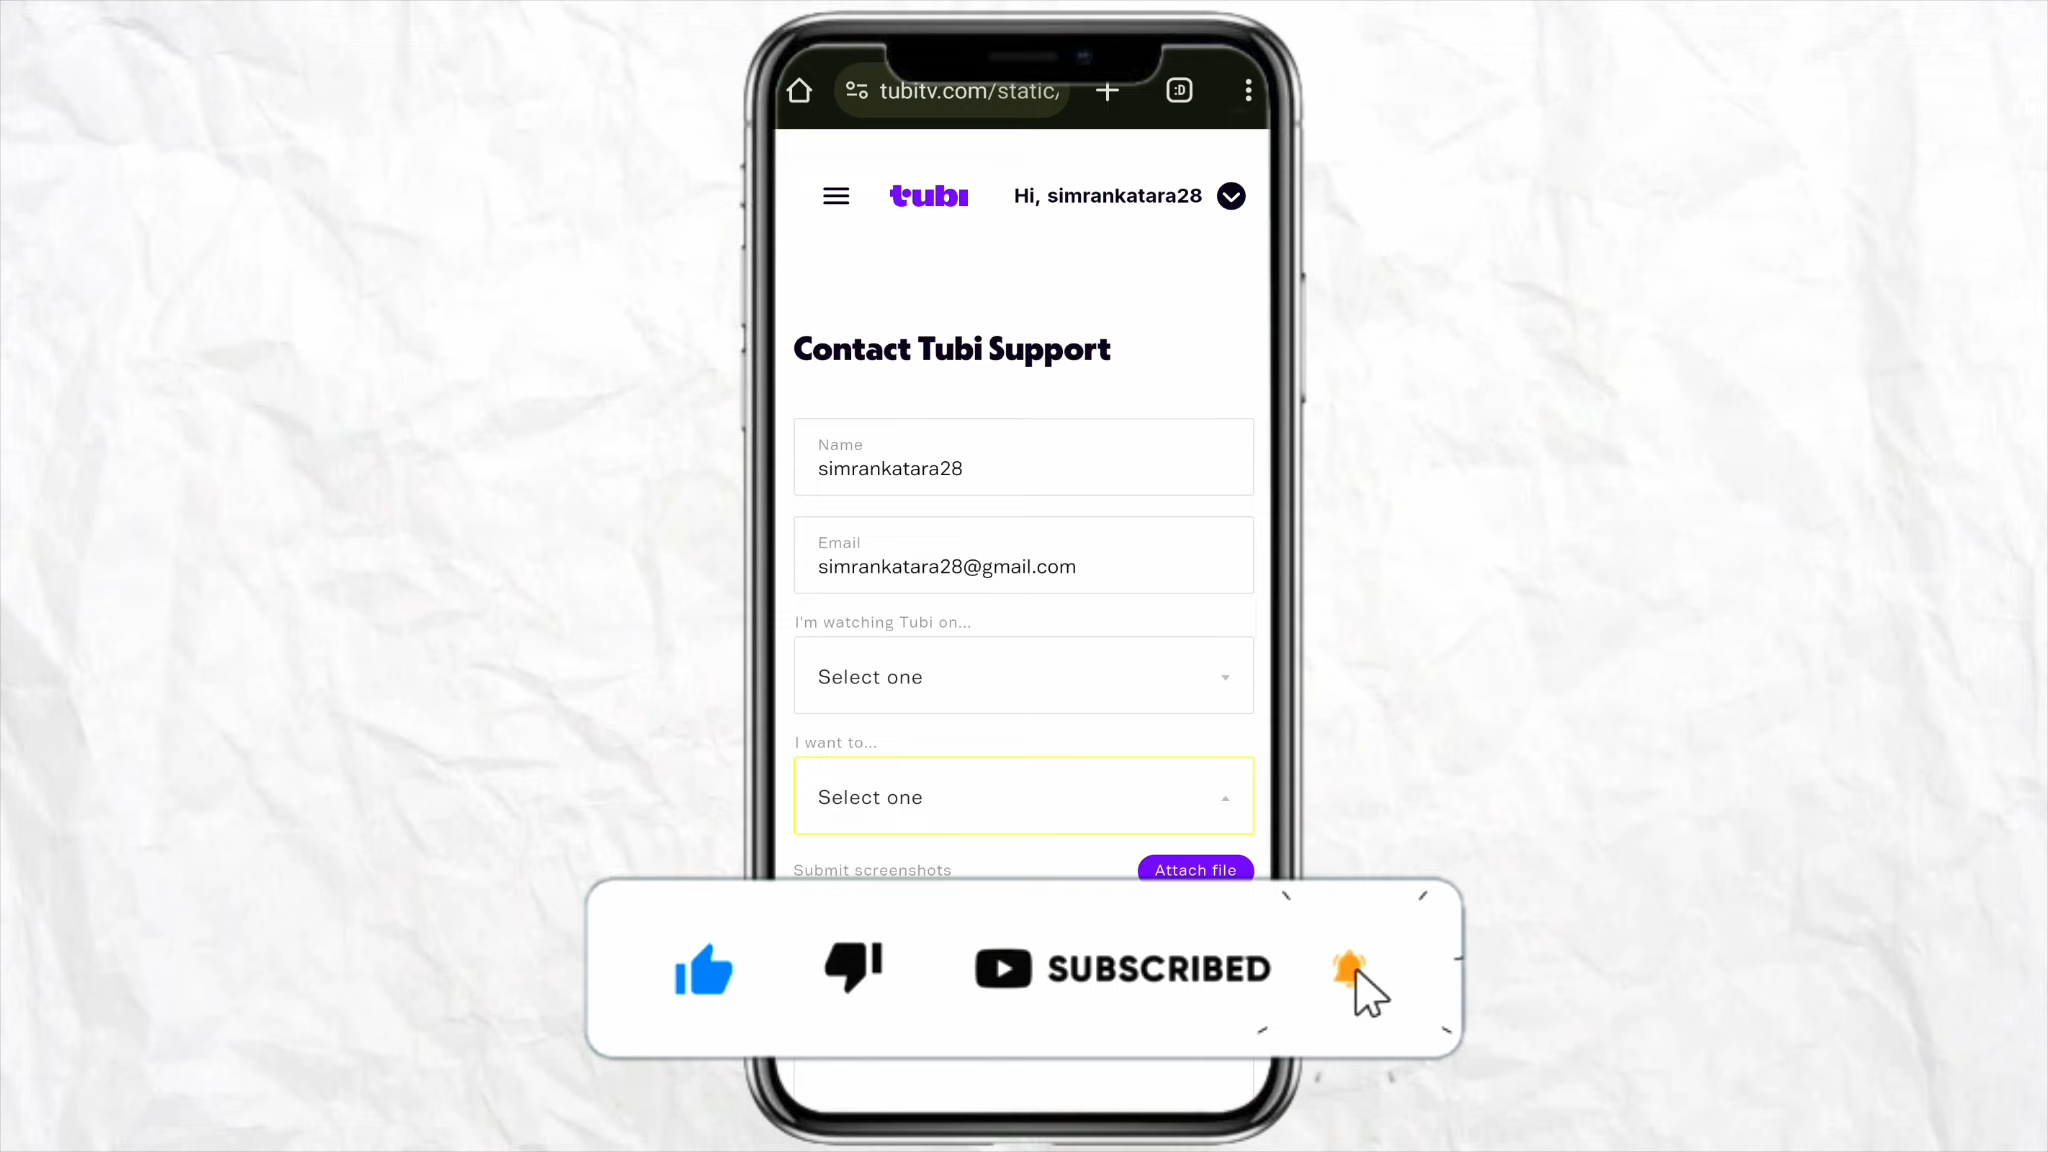 tubitv.com/static/
:D
tubi
Hi, simrankatara28
Contact Tubi Support
Name
simrankatara28
Email
simrankatara28@gmail.com
I'm watching Tubi on...
Select one
I want to...
Select one
Submit screenshots
Attach file
SUBSCRIBED